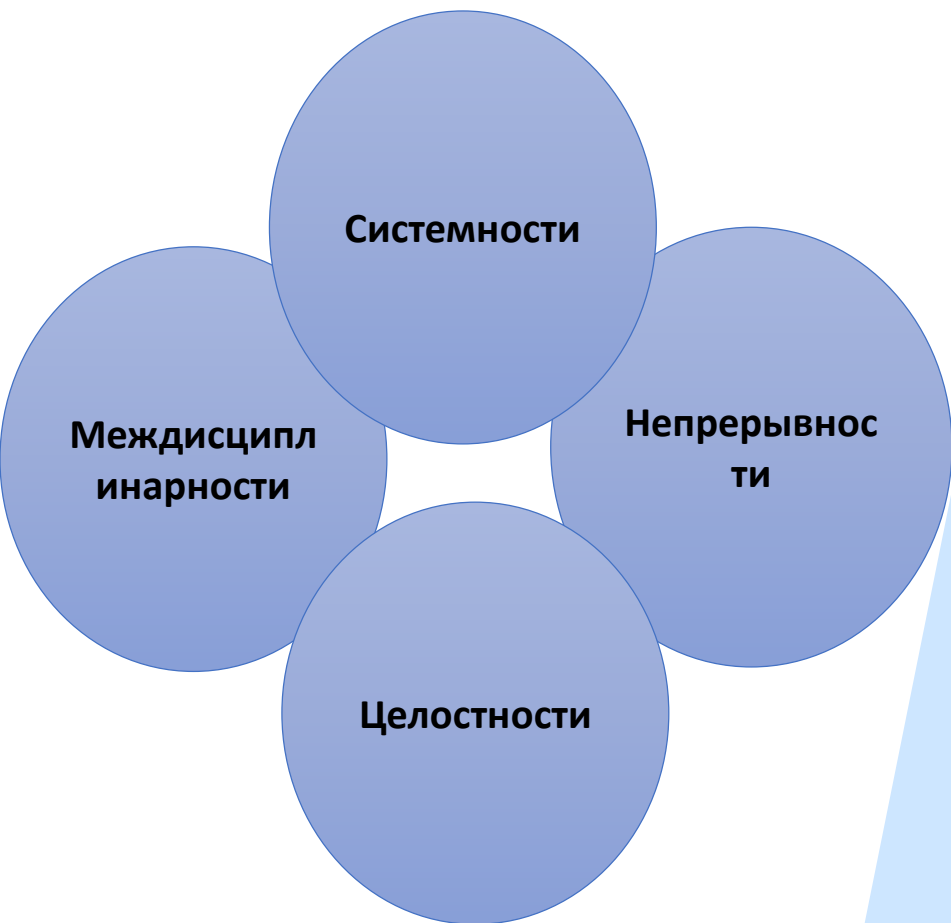 Системности
Междисципл
инарности
Непрерывнос
ти
Целостности